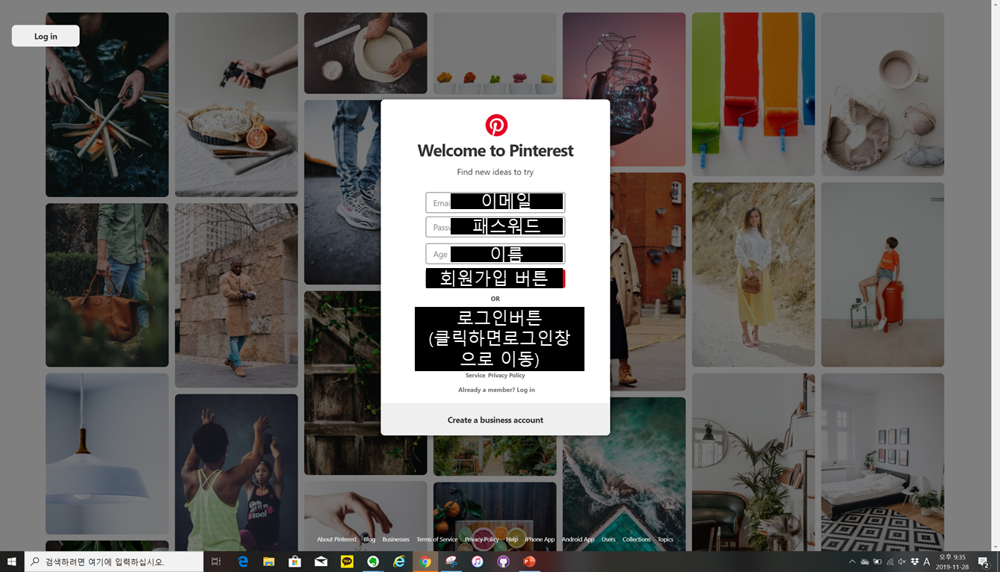 Log in
Welcome to Pinterest
Find new ideas to try
Emai
이메일
Passw
패스워드
Age
이름
회원가입 버튼
OR
로그인버튼
(클릭하면로그인창
으로 이동)
Service. Privacy Policy
Already a member? Log in
Create a business account
About Pinterest Blog Businesses Terms of Service Privacy Policy Help iPhone App Android App Users Collections Topics
검색하려면 여기에 입력하십시오.
TALK
A
오후 9:35
2019-11-28
2